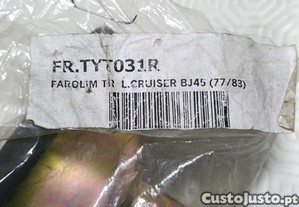 FR.TYT031R
FAROLIM TR L.CRUISER BJ45 (77/83)
CustoJusto.pt